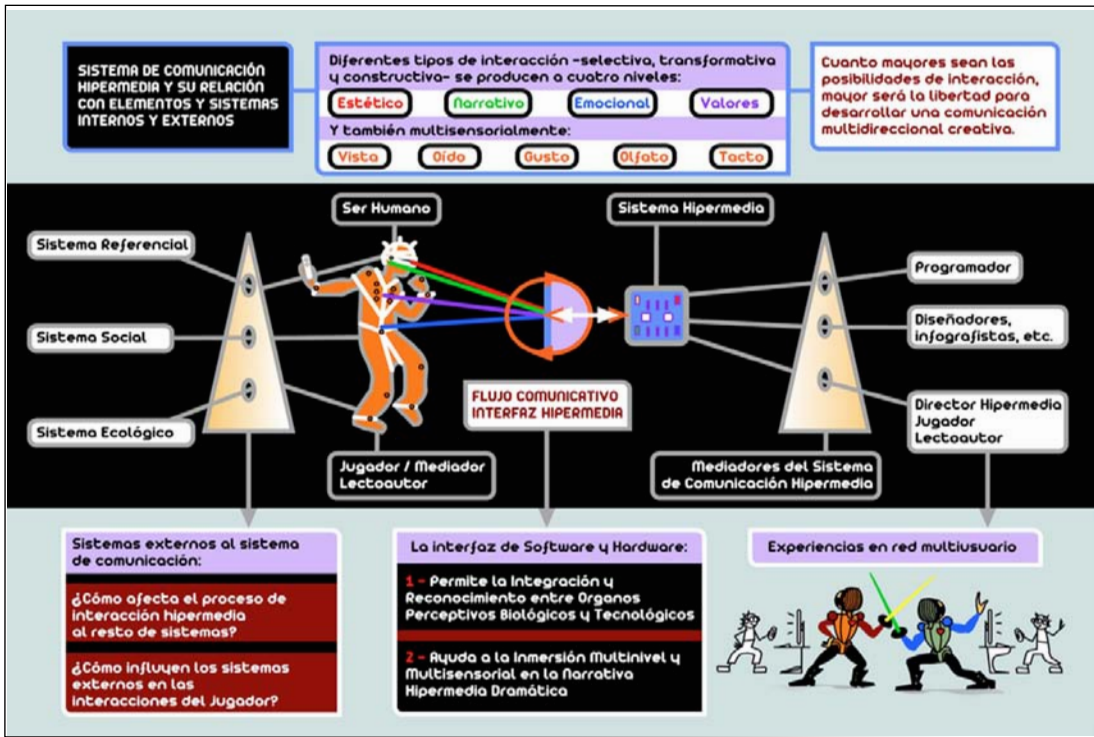 SISTEMA DE COMUNICACIÓN
HIPERMEDIA Y SU RELACIÓN
CON ELEMENTOS Y SISTEMAS
INTERNOS Y EXTERNOS
Diferentes tipos de interacción -selectiva, transformativa
y constructiva- se producen a cuatro niveles:
Estético
Narrativo
Emocional
Valores
Y también multisensorialmente:
Vista
Oído
Gusto
Olfato
Tacto
Cuanto mayores sean las
posibilidades de interacción,
mayor será la libertad para
desarrollar una comunicación
multidireccional creativa.
Ser Humano
Sistema Hipermedia
Sistema Referencial
Sistema Social
Sistema Ecológico
Programador
Diseñadores,
infografistas, etc.
Director Hipermedia
Jugador
Lectoautor
FLUJO COMUNICATIVO
INTERFAZ HIPERMEDIA
Jugador / Mediador
Lectoautor
Mediadores del Sistema
de Comunicación Hipermedia
Sistemas externos al sistema
de comunicación:
¿Cómo afecta el proceso de
interacción hipermedia
al resto de sistemas?
¿Cómo influyen los sistemas
externos en las
interacciones del Jugador?
La interfaz de Software y Hardware:
1 - Permite la Integración y
Reconocimiento entre Organos
Perceptivos Biológicos y Tecnológicos
2 - Ayuda a la Inmersión Multinivel y
Multisensorial en la Narrativa
Hipermedia Dramática
Experiencias en red multiusuario